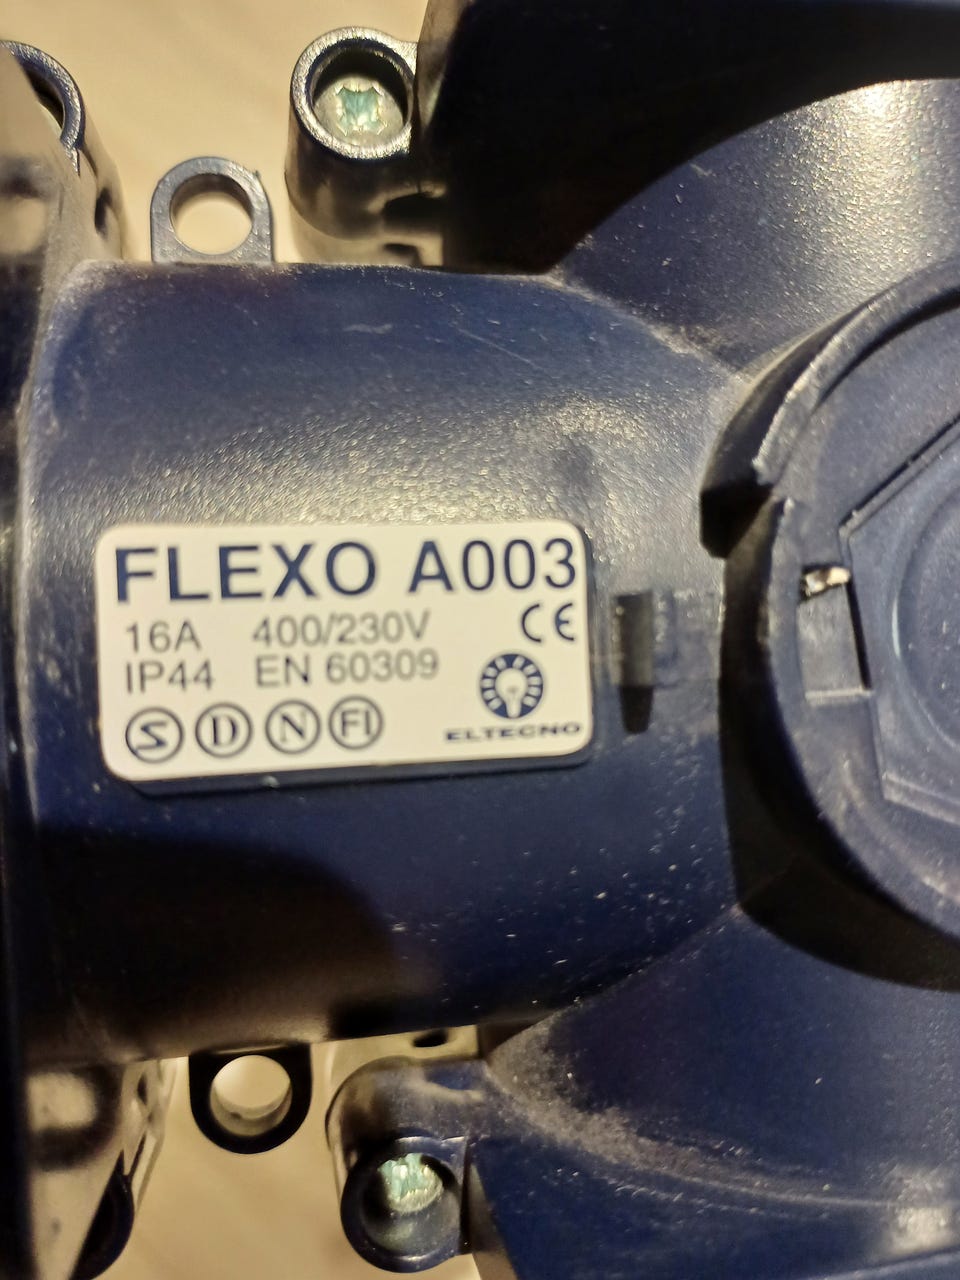 FLEXO A003
16A 400/230V
IP44 EN 60309
CE
S D N FI
ELTECNO